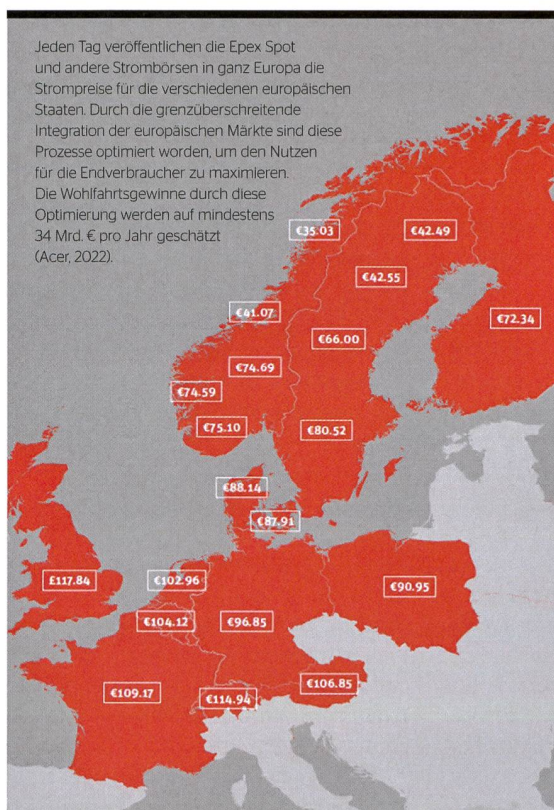 Jeden Tag veröffentlichen die Epex Spot
und andere Strombörsen in ganz Europa die
Strompreise für die verschiedenen europäischen
Staaten. Durch die grenzüberschreitende
Integration der europäischen Märkte sind diese
Prozesse optimiert worden, um den Nutzen
für die Endverbraucher zu maximieren.
Die Wohlfahrtsgewinne durch diese
Optimierung werden auf mindestens
34 Mrd. € pro Jahr geschätzt
(Acer, 2022).
€35.03
€42.49
€42.55
€41.07
€72.34
€66.00
€74.69
€74.59
€75.10
€80.52
€88.14
€87.91
£117.84
€102.96
€90.95
€104.12
€96.85
€106.85
€109.17
€114.94